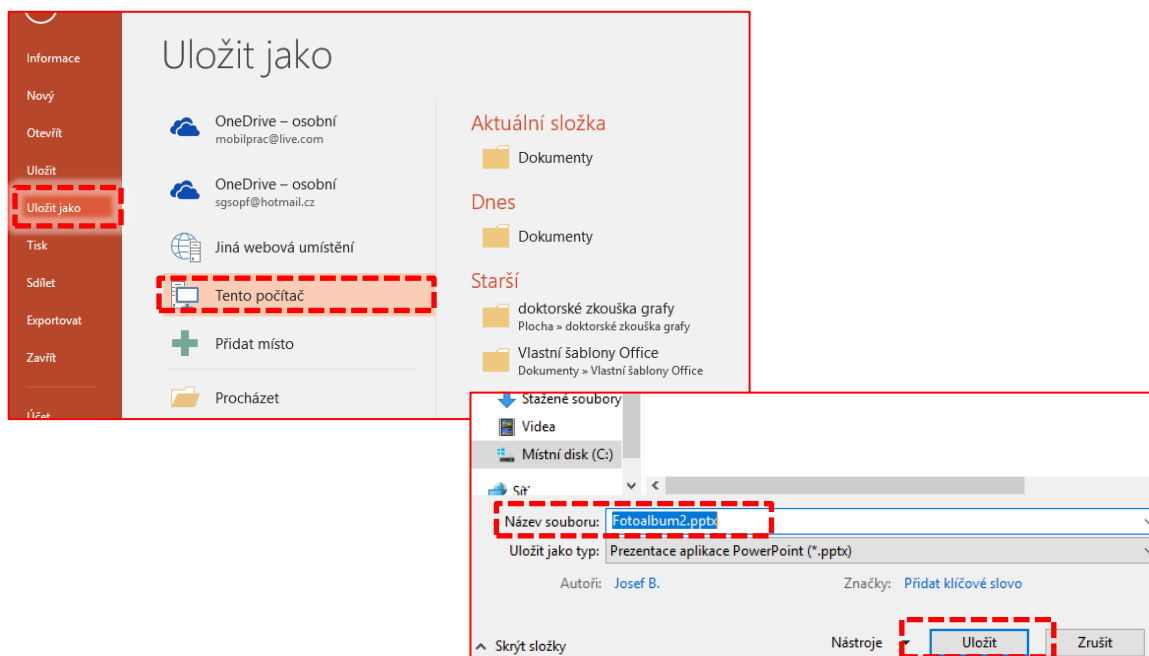 Informace
Nový
Otevřít
Uložit
Uložit jako
Tisk
Sdílet
Exportovat
Zavřít
Účet
Uložit jako
OneDrive – osobní
mobilprac@live.com
OneDrive – osobní
sgsopf@hotmail.cz
Jiná webová umístění
Tento počítač
Přidat místo
Procházet
Aktuální složka
Dokumenty
Dnes
Dokumenty
Starší
doktorské zkouška grafy
Plocha » doktorské zkouška grafy
Vlastní šablony Office
Dokumenty » Vlastní šablony Office
Stažené soubory
Videa
Místní disk (C:)
Síť
Název souboru: Fotoalbum2.pptx
Uložit jako typ: Prezentace aplikace PowerPoint (*.pptx)
Autoři: Josef B. Značky: Přidat klíčové slovo
Skrýt složky Nástroje Uložit Zrušit